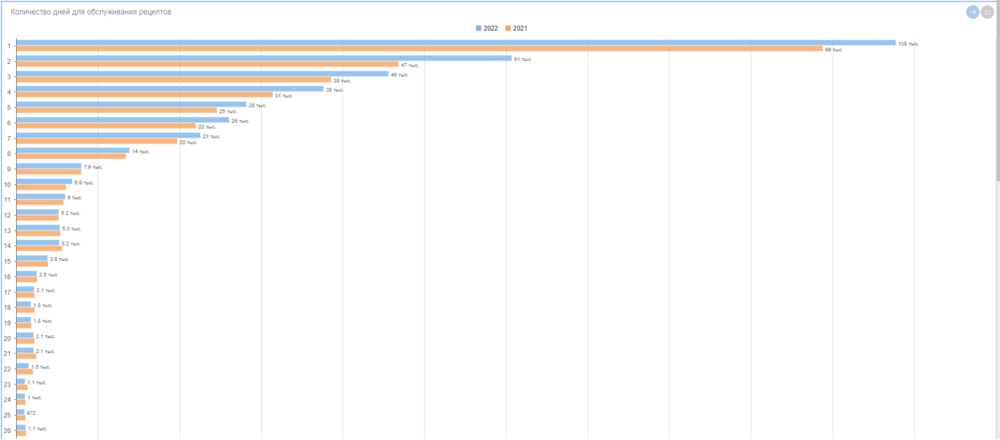 Количество дней для обслуживания рецептов
2022 2021
1 108 тыс.
99 тыс.
2 61 тыс.
47 тыс.
3 46 тыс.
39 тыс.
4 38 тыс.
31 тыс.
5 28 тыс.
25 тыс.
6 26 тыс.
22 тыс.
7 23 тыс.
20 тыс.
8 14 тыс.
9 7.9 тыс.
10 6.9 тыс.
11 6 тыс.
12 5.2 тыс.
13 5.3 тыс.
14 5.2 тыс.
15 3.8 тыс.
16 2.5 тыс.
17 2.1 тыс.
18 1.8 тыс.
19 1.8 тыс.
20 2.1 тыс.
21 2.1 тыс.
22 1.5 тыс.
23 1.1 тыс.
24 1 тыс.
25 972
26 1.1 тыс.